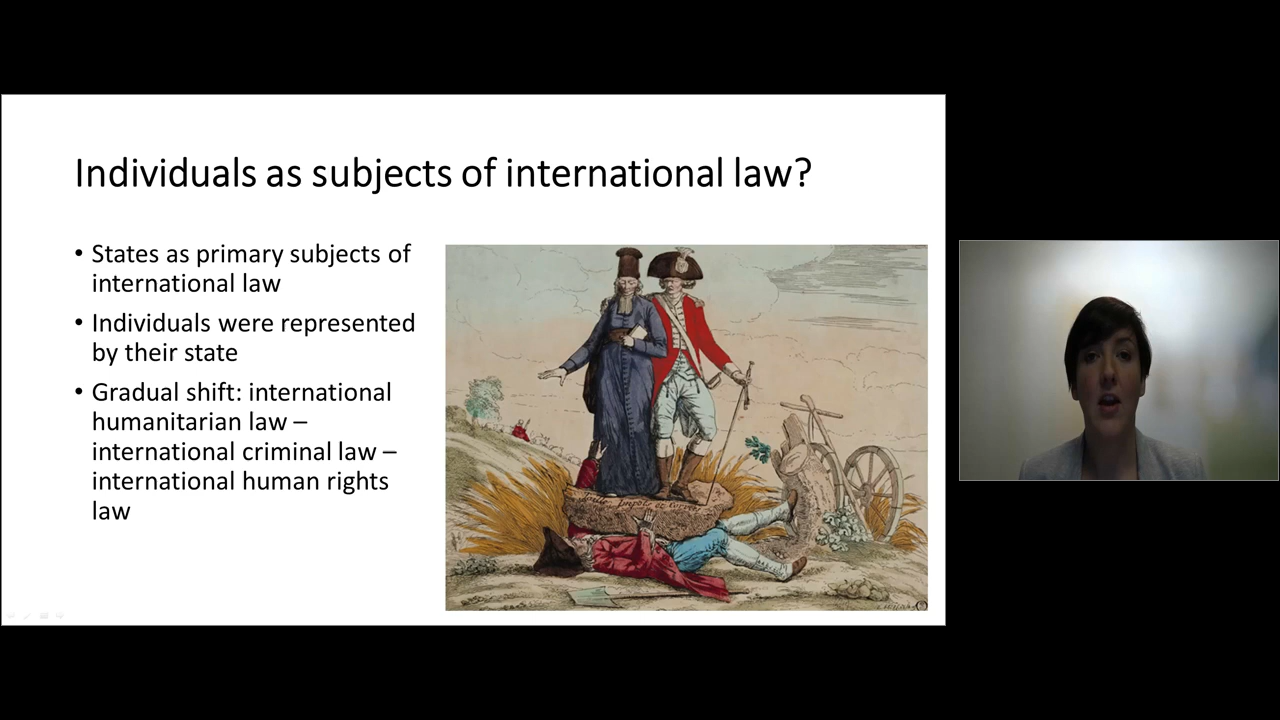 Individuals as subjects of international law?
• States as primary subjects of
international law
• Individuals were represented
by their state
• Gradual shift: international
humanitarian law –
international criminal law –
international human rights
law